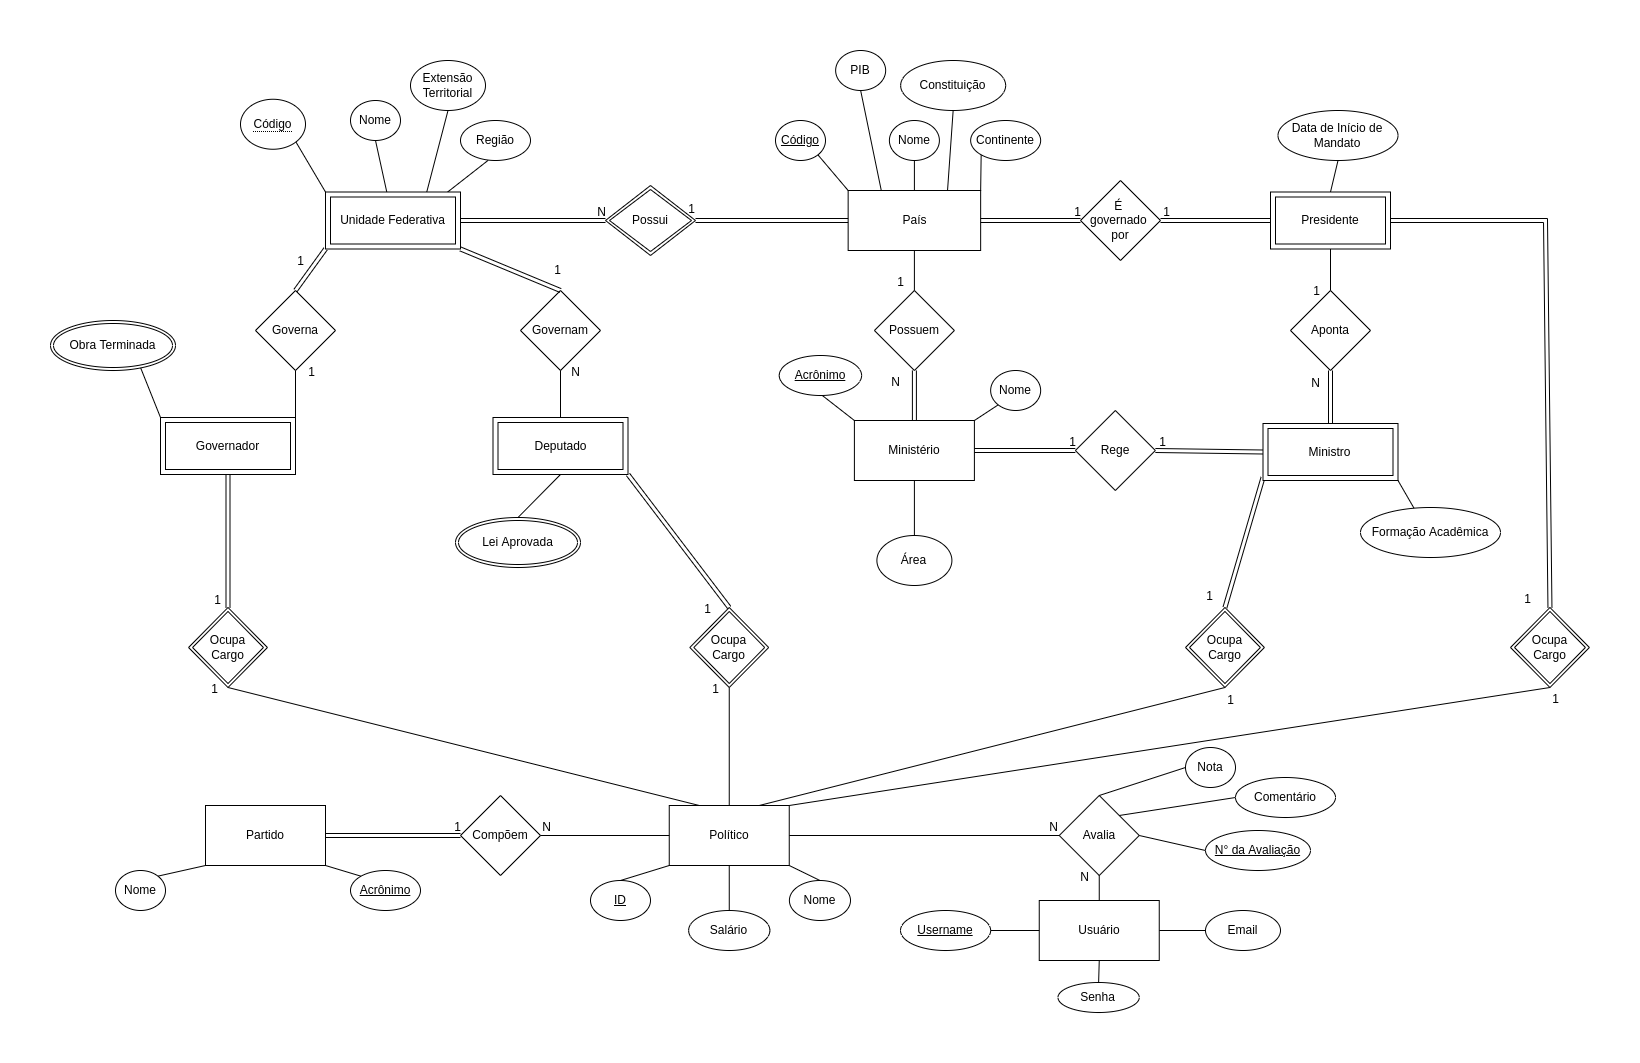 PIB
Extensão
Territorial
Constituição
Código
Nome
Região
Código
Nome
Continente
Data de Início de
Mandato
Unidade Federativa
N
Possui
1
País
1
É
governado
por
1
Presidente
1
1
1
1
Governa
Governam
Possuem
Aponta
Obra Terminada
1
N
N
N
Acrônimo
Nome
Governador
Deputado
Ministério
1
Rege
1
Ministro
Lei Aprovada
Área
Formação Acadêmica
1
1
1
1
Ocupa
Cargo
Ocupa
Cargo
Ocupa
Cargo
Ocupa
Cargo
1
1
1
1
Nota
Comentário
Partido
1
Compõem
N
Político
N
Avalia
N° da Avaliação
N
Nome
Acrônimo
ID
Nome
Salário
Username
Usuário
Email
Senha